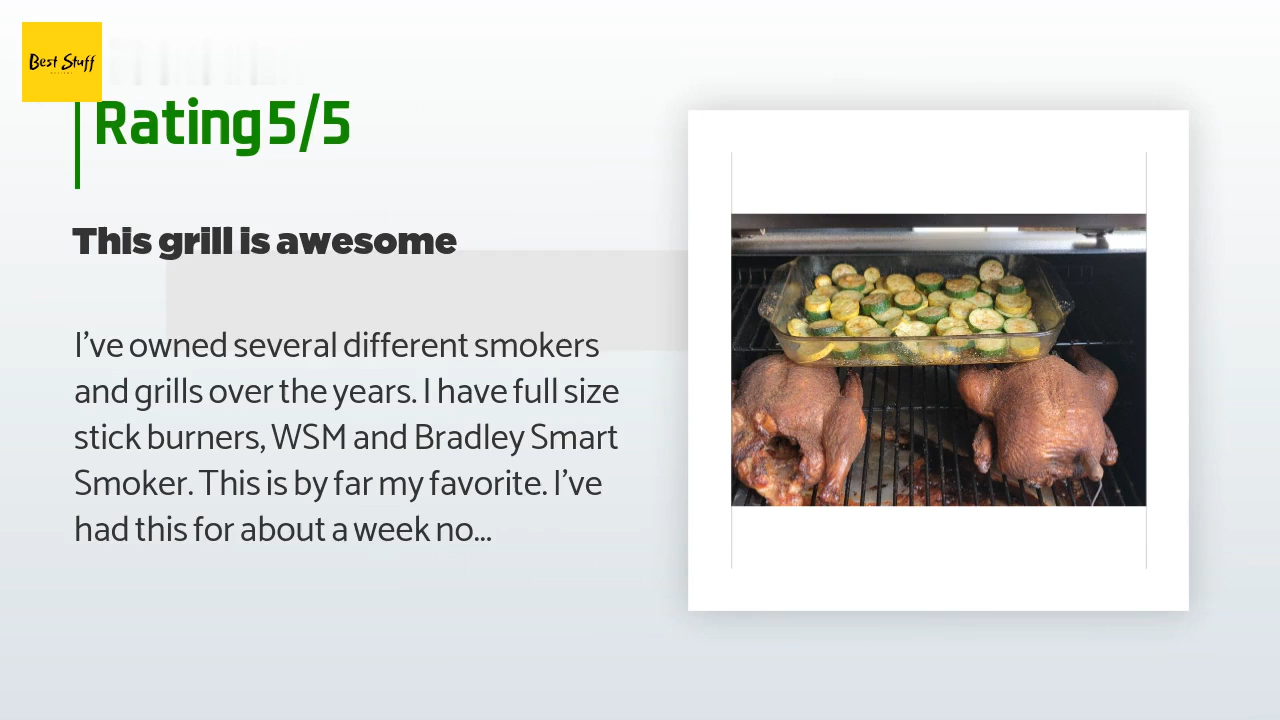 Best Stuff
Rating 5/5
This grill is awesome
I've owned several different smokers
and grills over the years. I have full size
stick burners, WSM and Bradley Smart
Smoker. This is by far my favorite. I've
had this for about a week no...